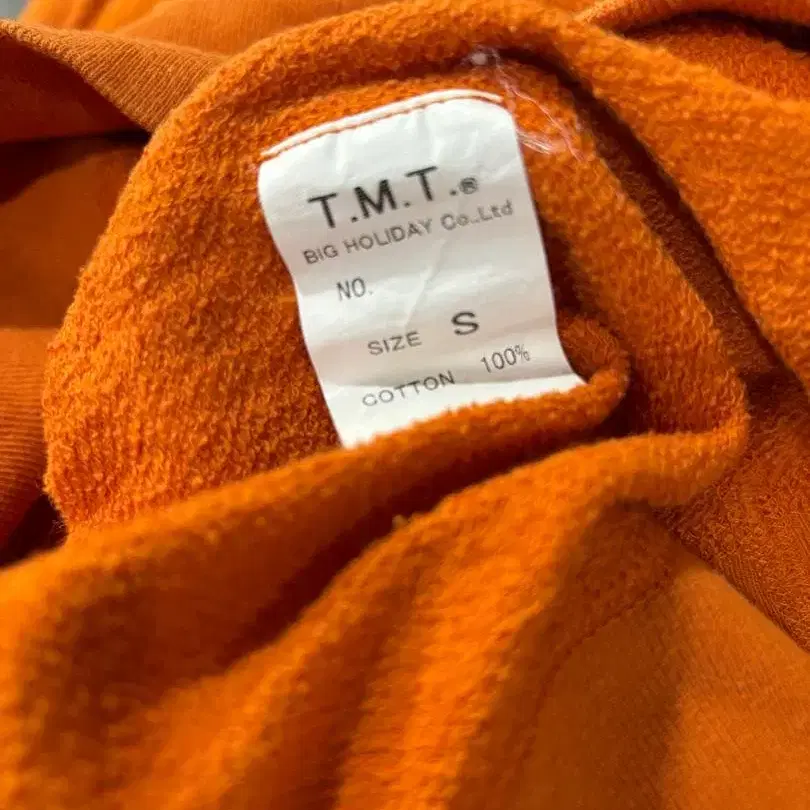 T.M.T.®
BIG HOLIDAY Co.,Ltd
NO.
SIZE S
COTTON 100%